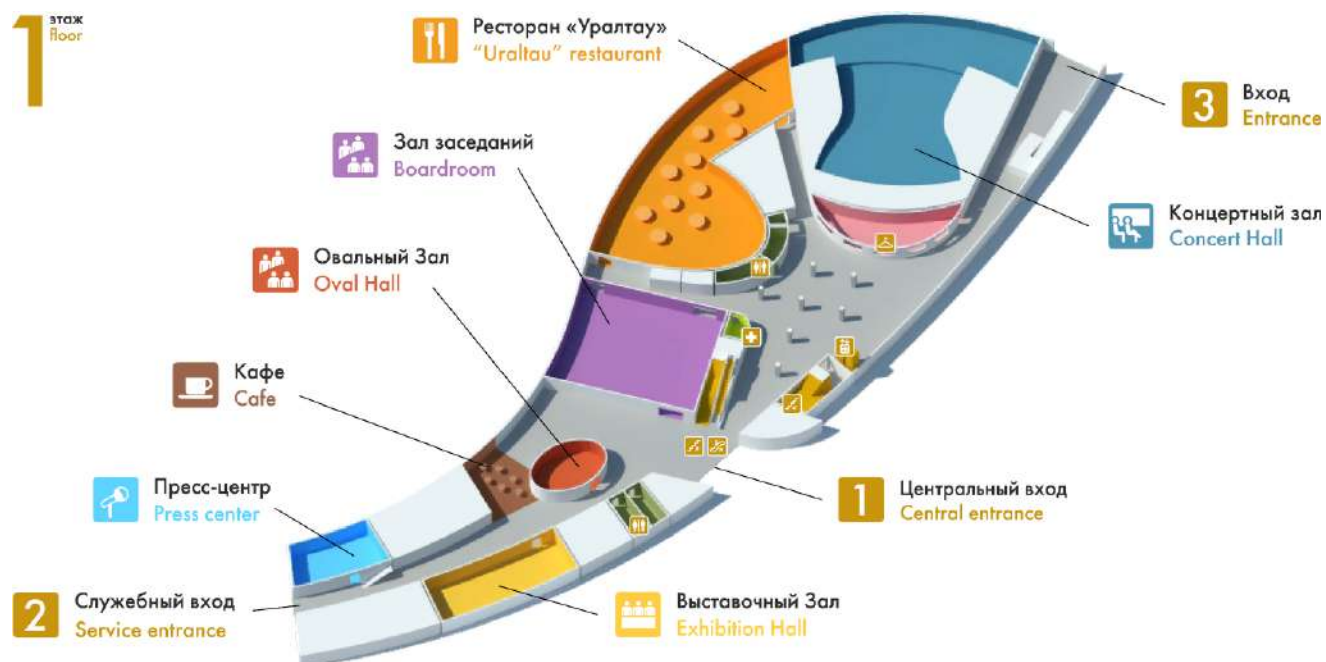 1 этаж
floor
Ресторан «Уралтау»
“Uraltau” restaurant
3
Вход
Entrance
Зал заседаний
Boardroom
Концертный зал
Concert Hall
Овальный Зал
Oval Hall
Кафе
Cafe
Пресс-центр
Press center
1
Центральный вход
Central entrance
2
Служебный вход
Service entrance
Выставочный Зал
Exhibition Hall